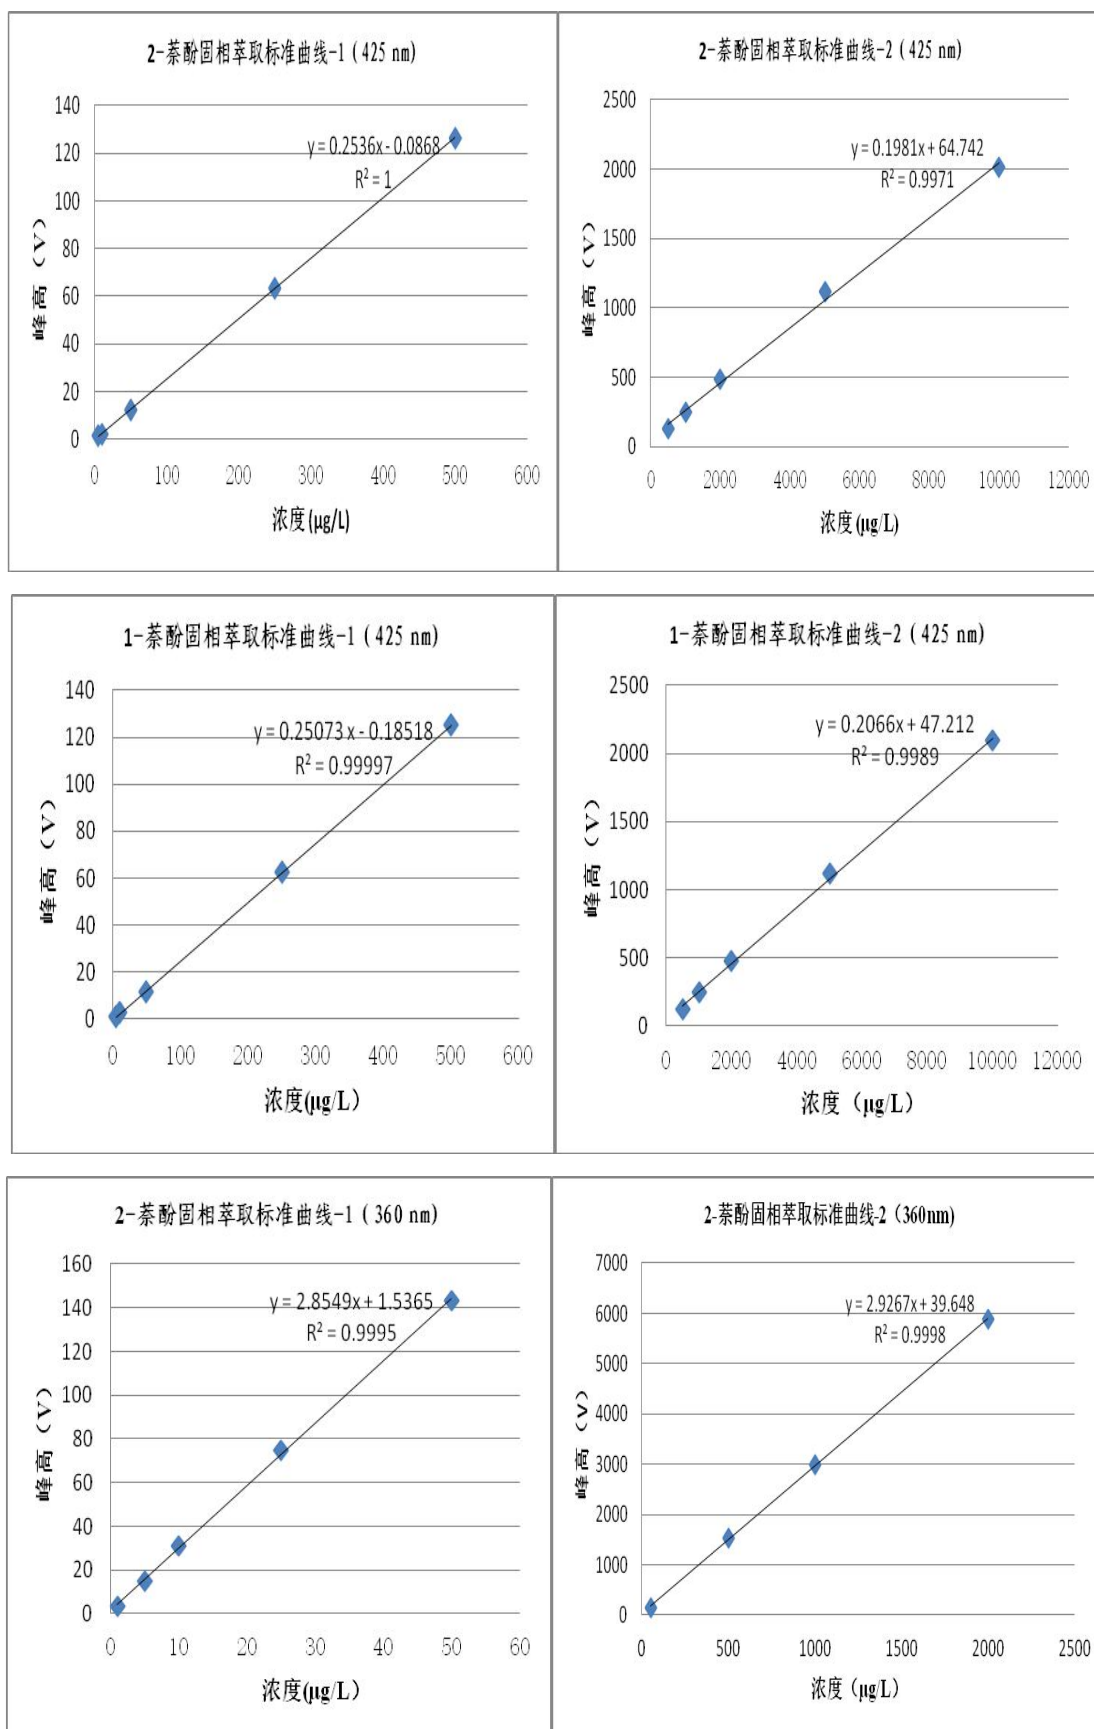 2-萘酚固相萃取标准曲线-1 ( 425 nm)
140
120
100
80
60
40
20
0
y = 0.2536x - 0.0868
R² = 1
0 100 200 300 400 500 600
峰高（V）
浓度(µg/L)
2-萘酚固相萃取标准曲线-2 ( 425 nm)
2500
2000
1500
1000
500
0
y = 0.1981x + 64.742
R² = 0.9971
0 2000 4000 6000 8000 10000 12000
峰高（V）
浓度(µg/L)
1-萘酚固相萃取标准曲线-1 ( 425 nm)
140
120
100
80
60
40
20
0
y = 0.25073x - 0.18518
R² = 0.99997
0 100 200 300 400 500 600
峰高（V）
浓度(µg/L）
1-萘酚固相萃取标准曲线-2 ( 425 nm)
2500
2000
1500
1000
500
0
y = 0.2066x + 47.212
R² = 0.9989
0 2000 4000 6000 8000 10000 12000
峰高（V）
浓度（µg/L）
2-萘酚固相萃取标准曲线-1 ( 360 nm)
160
140
120
100
80
60
40
20
0
y = 2.8549x + 1.5365
R² = 0.9995
0 10 20 30 40 50 60
峰高（V）
浓度(µg/L）
2-萘酚固相萃取标准曲线-2（360nm)
7000
6000
5000
4000
3000
2000
1000
0
y = 2.9267x + 39.648
R² = 0.9998
0 500 1000 1500 2000 2500
峰高（V）
浓度（µg/L）